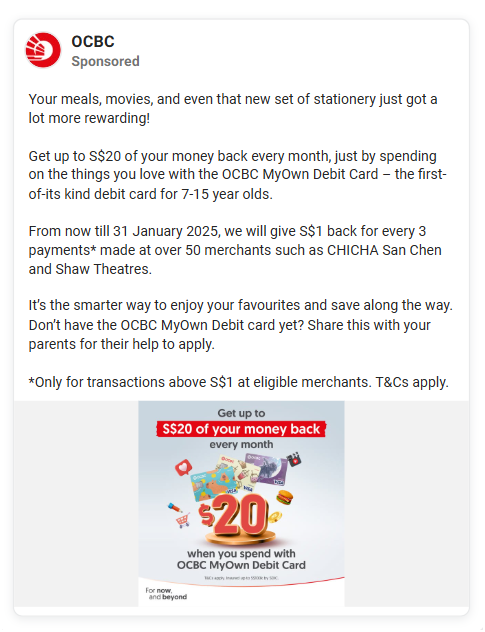 OCBC
Sponsored
Your meals, movies, and even that new set of stationery just got a
lot more rewarding!
Get up to S$20 of your money back every month, just by spending
on the things you love with the OCBC MyOwn Debit Card – the first-
of-its kind debit card for 7-15 year olds.
From now till 31 January 2025, we will give S$1 back for every 3
payments* made at over 50 merchants such as CHICHA San Chen
and Shaw Theatres.
It's the smarter way to enjoy your favourites and save along the way.
Don't have the OCBC MyOwn Debit card yet? Share this with your
parents for their help to apply.
*Only for transactions above S$1 at eligible merchants. T&Cs apply.
Get up to
S$20 of your money back
every month
VISA
VISA
$20
when you spend with
OCBC MyOwn Debit Card
For now,
and beyond